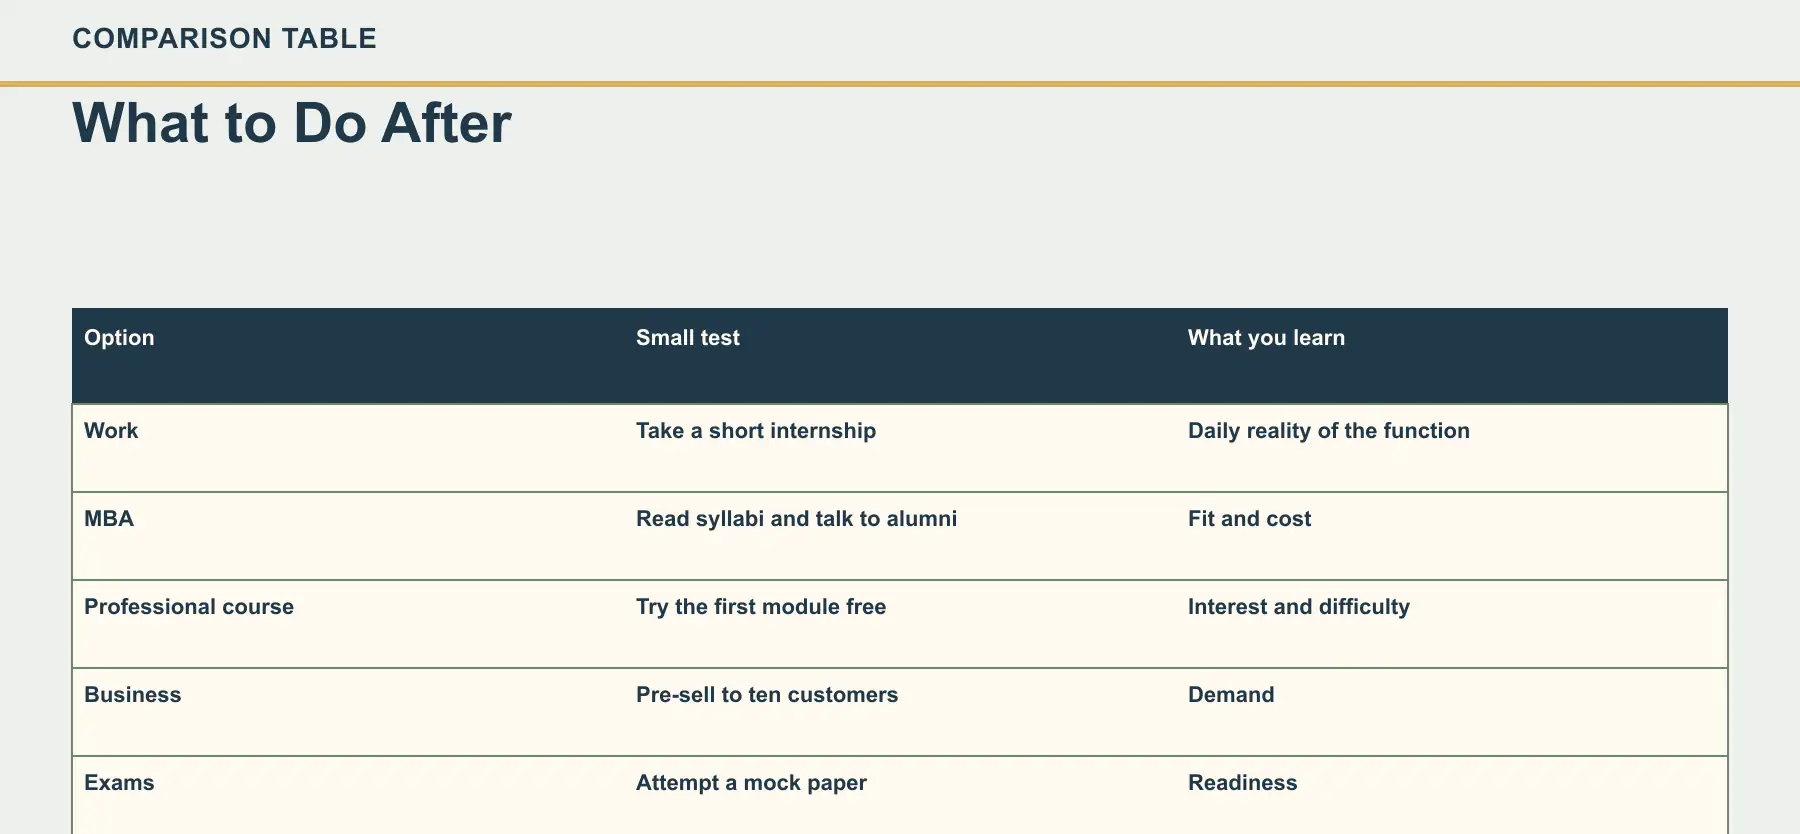 COMPARISON TABLE
What to Do After
Option Small test What you learn
Work Take a short internship Daily reality of the function
MBA Read syllabi and talk to alumni Fit and cost
Professional course Try the first module free Interest and difficulty
Business Pre-sell to ten customers Demand
Exams Attempt a mock paper Readiness